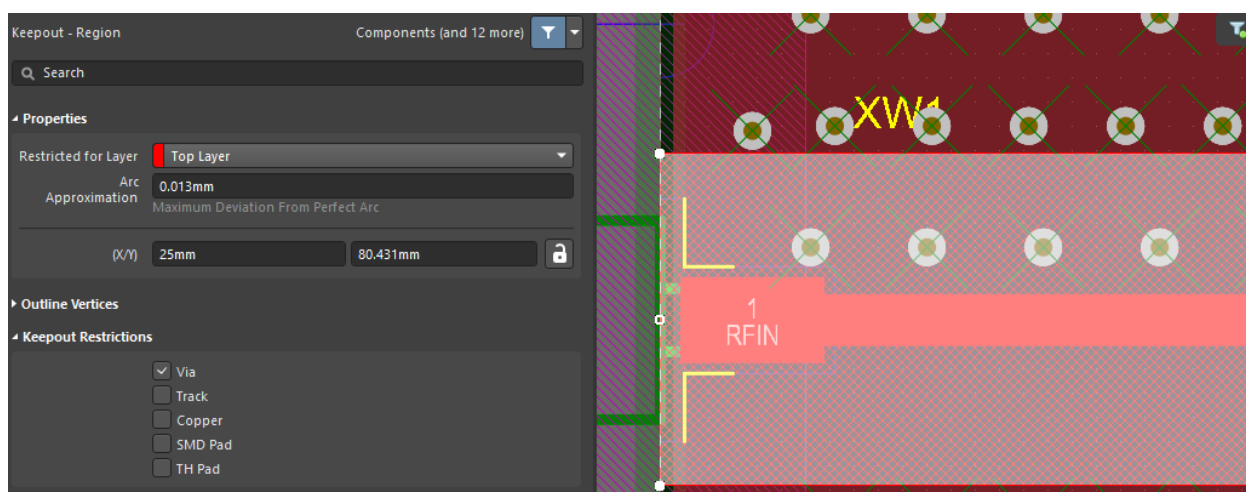 Keepout - Region
Components (and 12 more)
Search
Properties
Restricted for Layer
Top Layer
Arc
Approximation
0.013mm
Maximum Deviation From Perfect Arc
(X/Y)
25mm
80.431mm
Outline Vertices
Keepout Restrictions
Via
Track
Copper
SMD Pad
TH Pad
XW1
1
RFIN